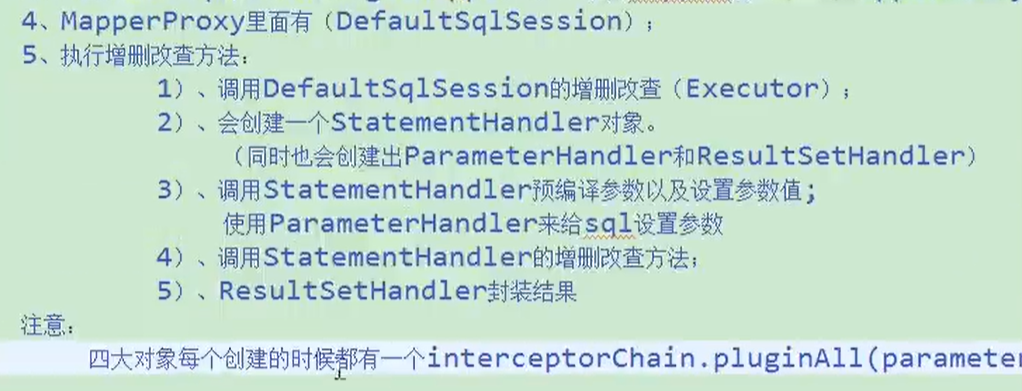 4、MapperProxy里面有（DefaultSqlSession）；
5、执行增删改查方法：
1）、调用DefaultSqlSession的增删改查（Executor）；
2）、会创建一个StatementHandler对象。
（同时也会创建出ParameterHandler和ResultSetHandler）
3）、调用StatementHandler预编译参数以及设置参数值；
使用ParameterHandler来给sql设置参数
4）、调用StatementHandler的增删改查方法；
5）、ResultSetHandler封装结果
注意：
四大对象每个创建的时候都有一个interceptorChain.pluginAll(parameter